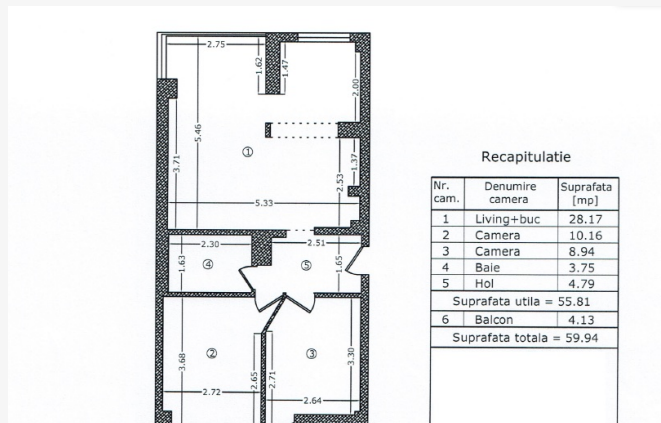 2.75
1.62
1.47
2.00
5.46
3.71
1
2.53
1.37
5.33
2.30
2.51
1.63
4
5
1.65
3.68
2
2.65
2.71
3
3.30
2.72
2.64
Recapitulatie
Nr. cam. Denumire camera Suprafata [mp]
1 Living+buc 28.17
2 Camera 10.16
3 Camera 8.94
4 Baie 3.75
5 Hol 4.79
Suprafata utila = 55.81
6 Balcon 4.13
Suprafata totala = 59.94